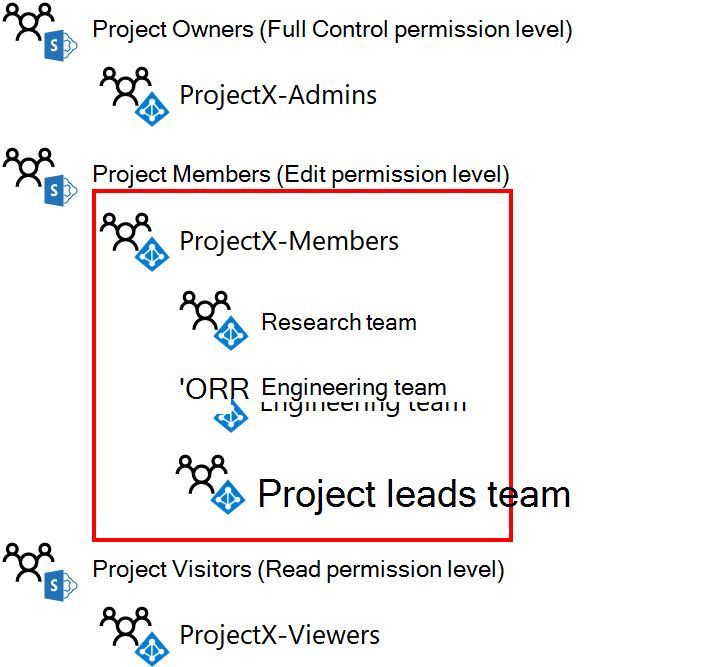 Project Owners (Full Control permission level)
ProjectX-Admins
Project Members (Edit permission level)
ProjectX-Members
Research team
'ORR Engineering team
Engineering team
Project leads team
Project Visitors (Read permission level)
ProjectX-Viewers